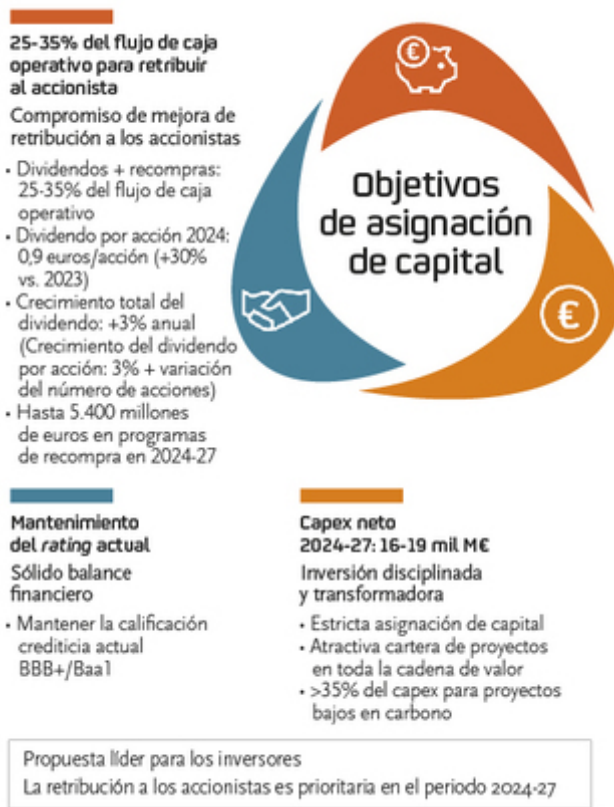 25-35% del flujo de caja
operativo para retribuir
al accionista
Compromiso de mejora de
retribución a los accionistas
• Dividendos + recompras:
25-35% del flujo de caja
operativo
• Dividendo por acción 2024:
0,9 euros/acción (+30%
vs. 2023)
• Crecimiento total del
dividendo: +3% anual
(Crecimiento del dividendo
por acción: 3% + variación
del número de acciones)
• Hasta 5.400 millones
de euros en programas
de recompra en 2024-27
€
Objetivos
de asignación
de capital
€
Mantenimiento
del rating actual
Sólido balance
financiero
• Mantener la calificación
crediticia actual
BBB+/Baa1
Capex neto
2024-27: 16-19 mil M€
Inversión disciplinada
y transformadora
• Estricta asignación de capital
• Atractiva cartera de proyectos
en toda la cadena de valor
• >35% del capex para proyectos
bajos en carbono
Propuesta líder para los inversores
La retribución a los accionistas es prioritaria en el periodo 2024-27